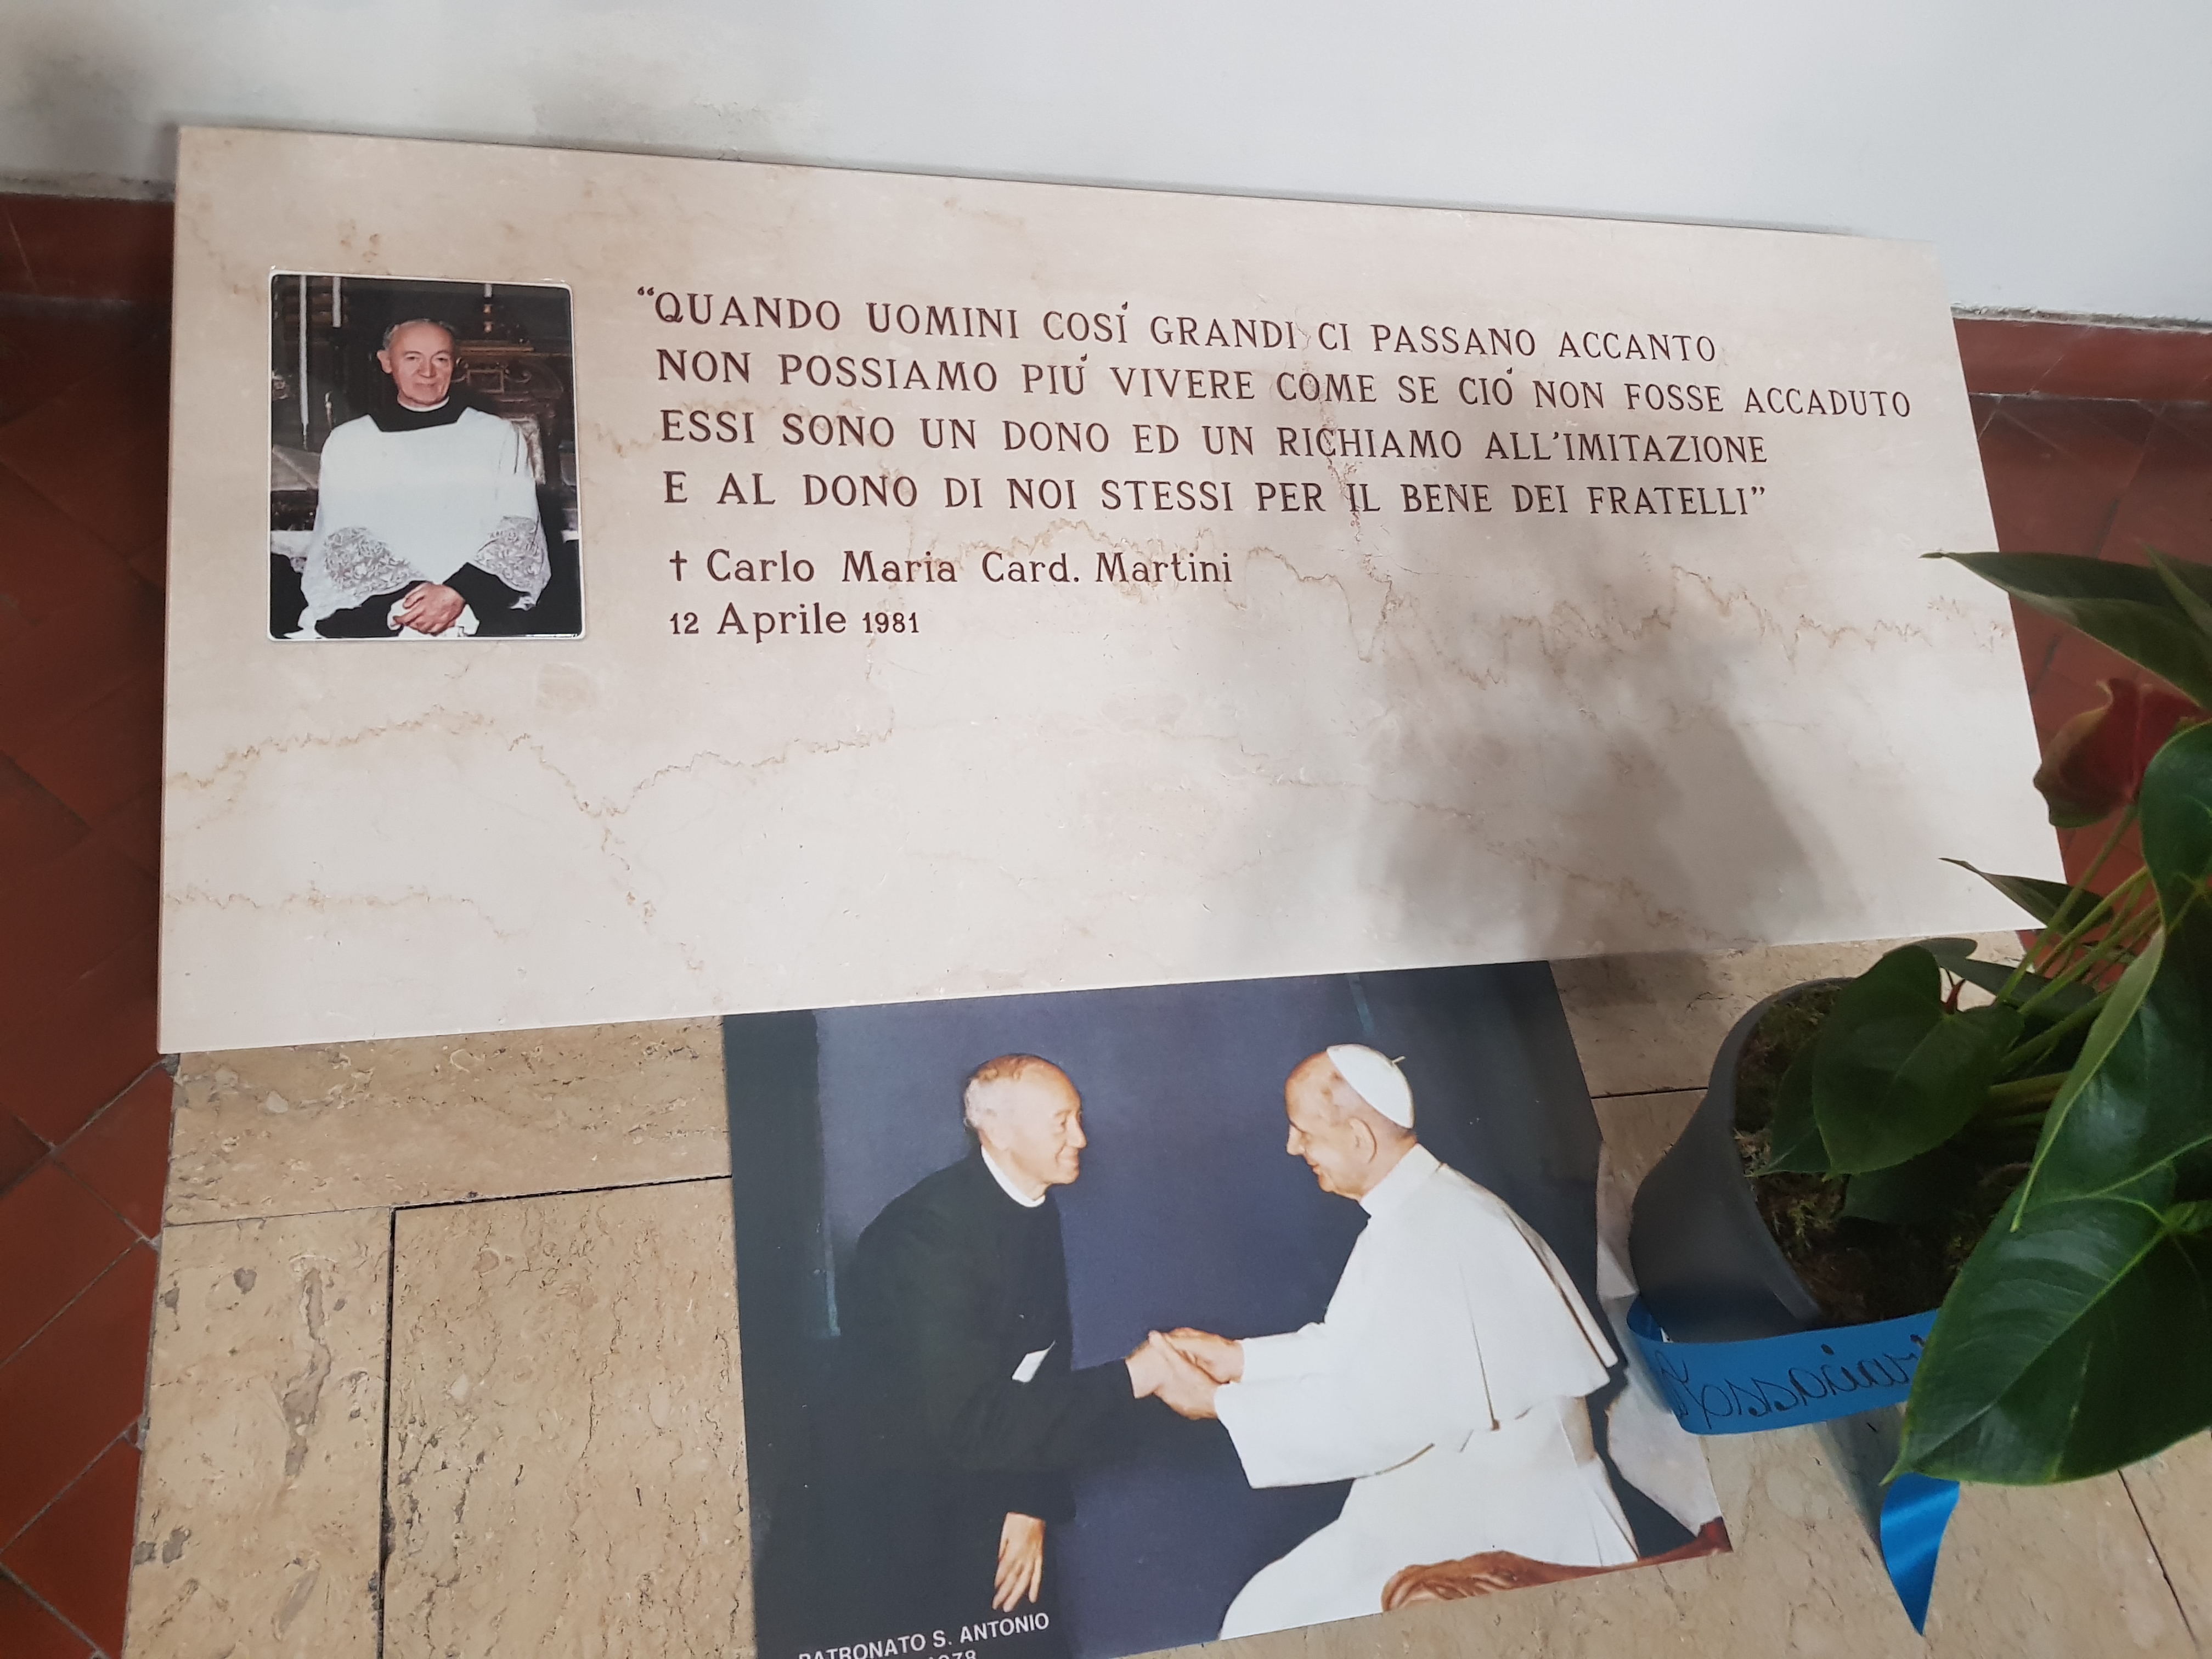 “QUANDO UOMINI COSÍ GRANDI CI PASSANO ACCANTO
NON POSSIAMO PIÚ VIVERE COME SE CIÓ NON FOSSE ACCADUTO
ESSI SONO UN DONO ED UN RICHIAMO ALL'IMITAZIONE
E AL DONO DI NOI STESSI PER IL BENE DEI FRATELLI”
† Carlo Maria Card. Martini
12 Aprile 1981
PATRONATO S. ANTONIO